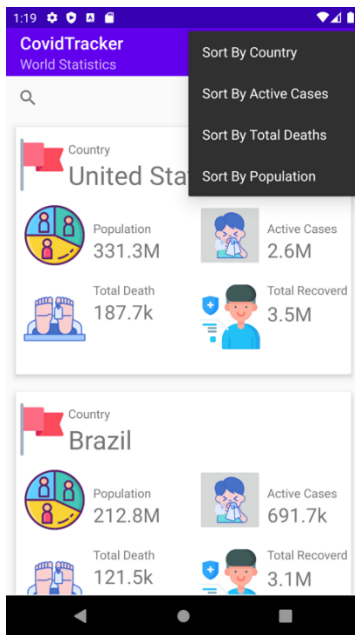 1:19
CovidTracker
World Statistics
Sort By Country
Sort By Active Cases
Sort By Total Deaths
Sort By Population
Country
United Sta
Population
331.3M
Active Cases
2.6M
Total Death
187.7k
Total Recoverd
3.5M
Country
Brazil
Population
212.8M
Active Cases
691.7k
Total Death
121.5k
Total Recoverd
3.1M